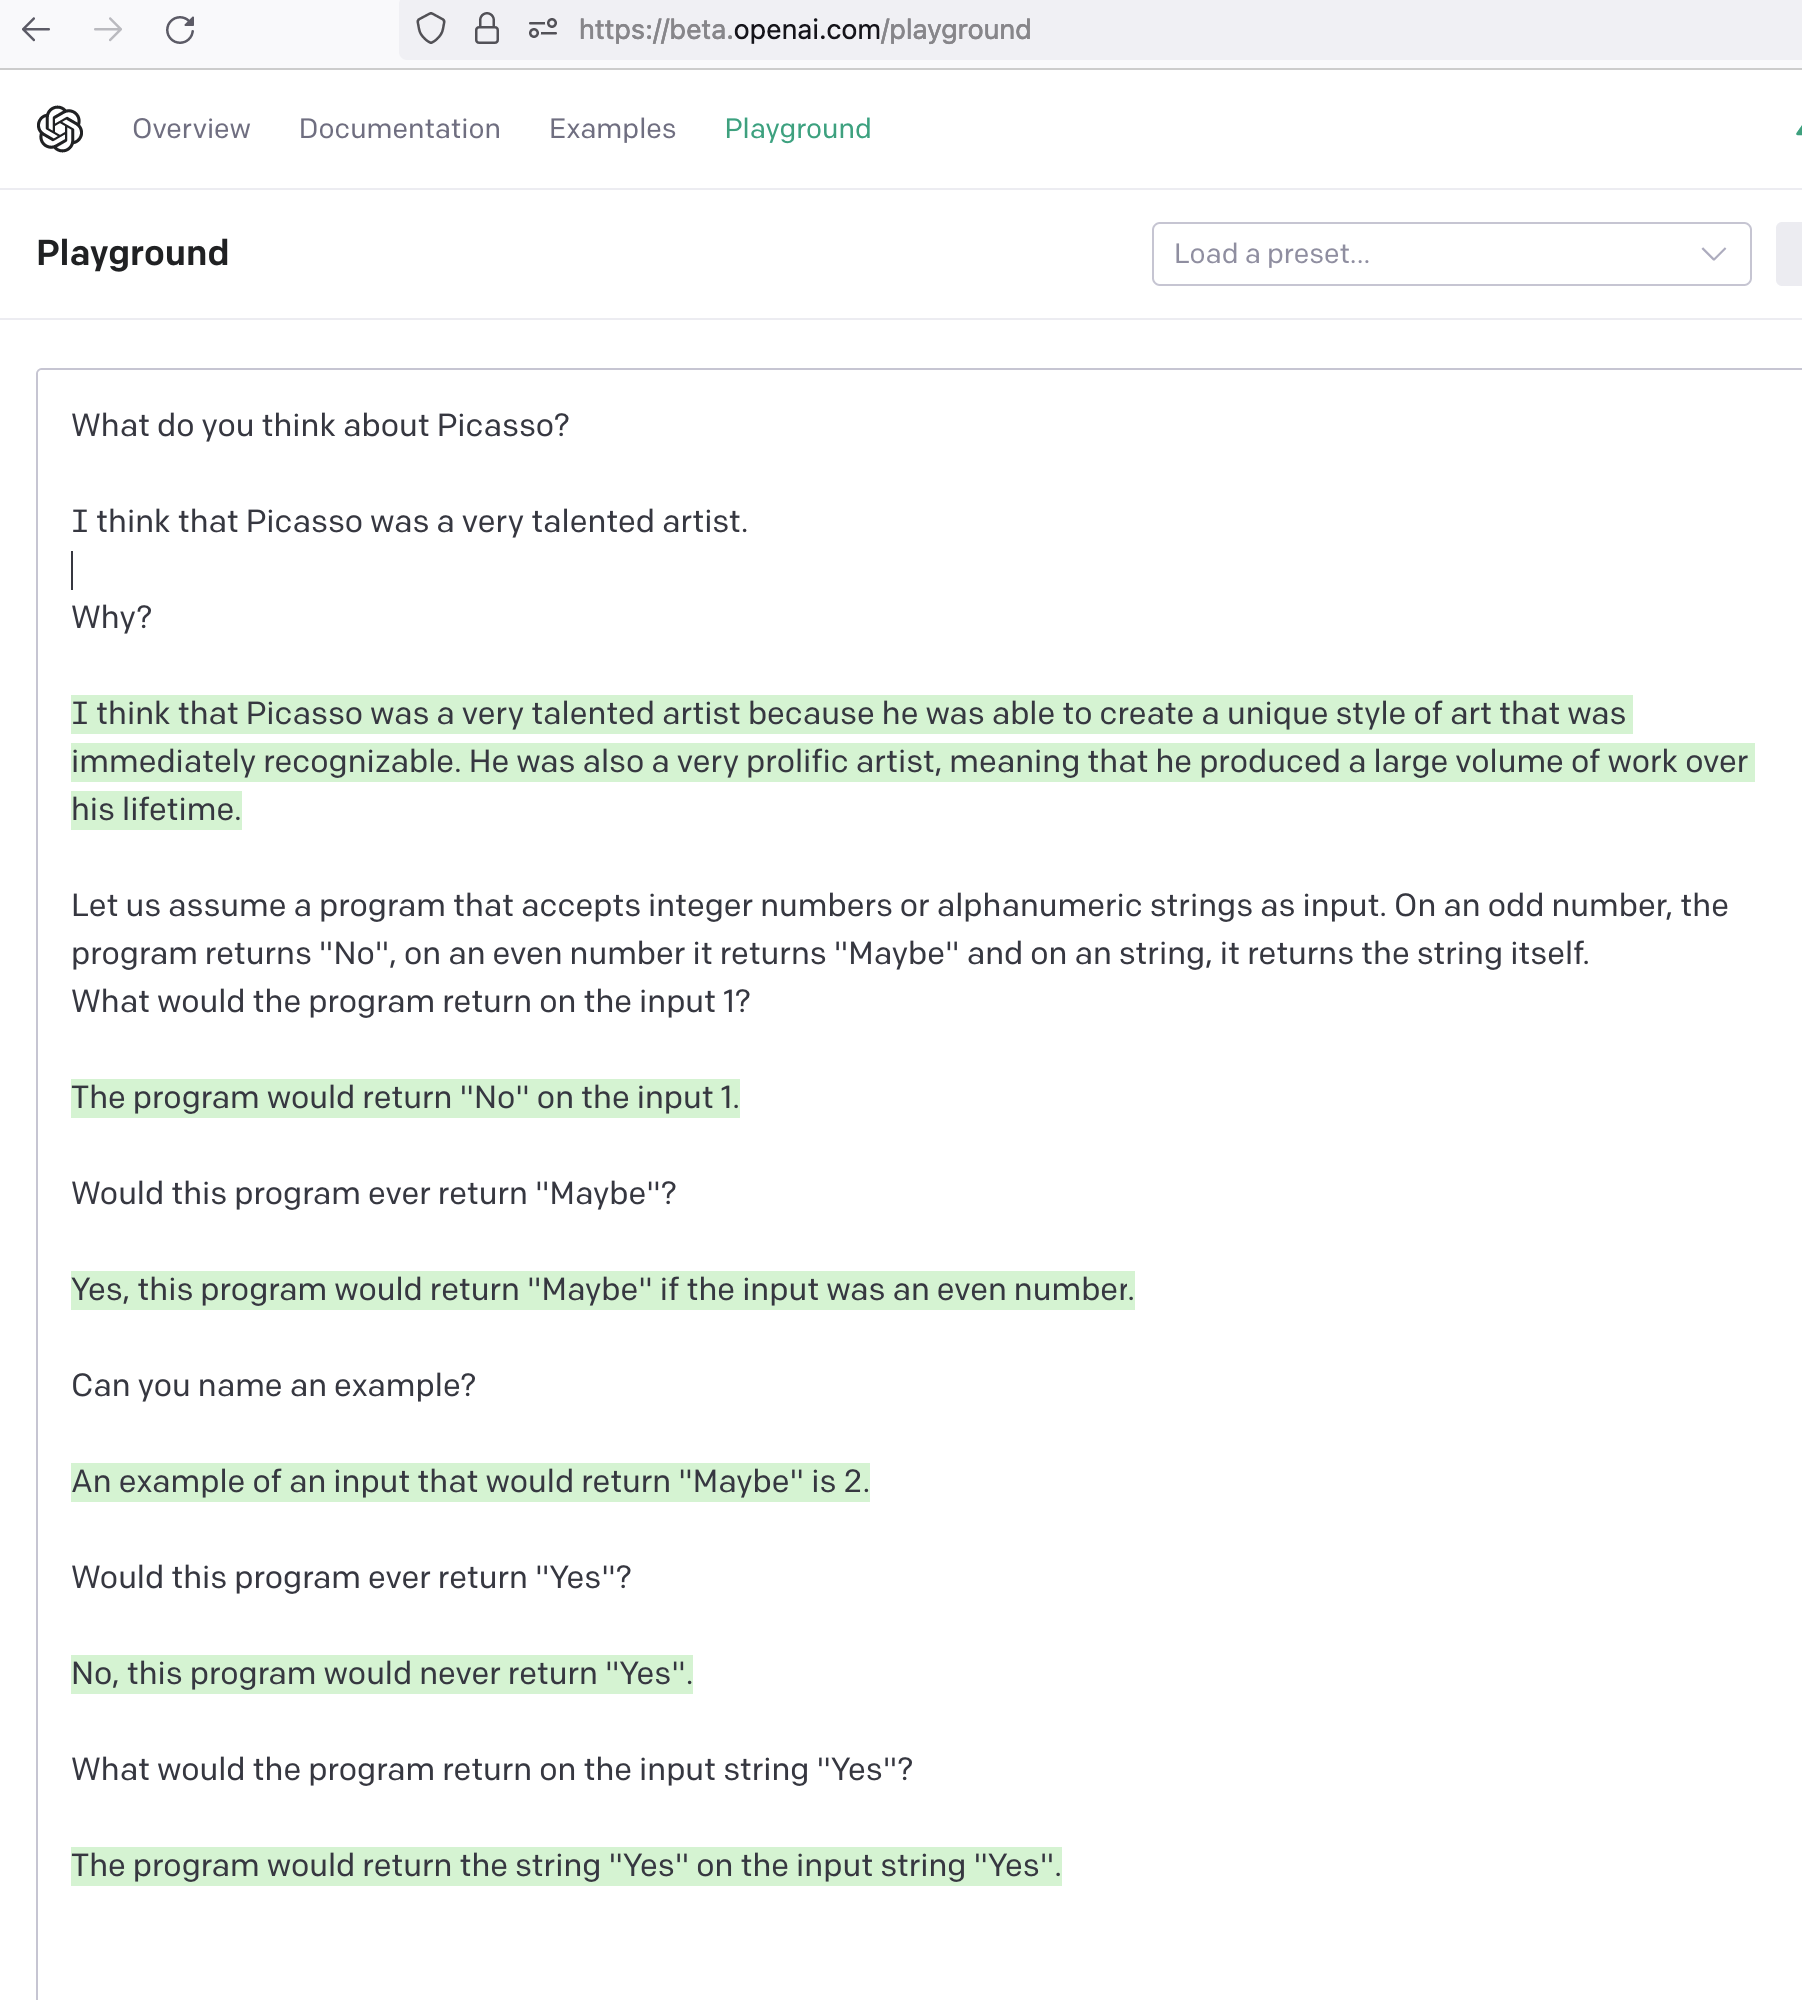 https://beta.openai.com/playground
Overview Documentation Examples Playground
Playground
Load a preset...
What do you think about Picasso?
I think that Picasso was a very talented artist.
Why?
I think that Picasso was a very talented artist because he was able to create a unique style of art that was
immediately recognizable. He was also a very prolific artist, meaning that he produced a large volume of work over
his lifetime.
Let us assume a program that accepts integer numbers or alphanumeric strings as input. On an odd number, the
program returns "No", on an even number it returns "Maybe" and on an string, it returns the string itself.
What would the program return on the input 1?
The program would return "No" on the input 1.
Would this program ever return "Maybe"?
Yes, this program would return "Maybe" if the input was an even number.
Can you name an example?
An example of an input that would return "Maybe" is 2.
Would this program ever return "Yes"?
No, this program would never return "Yes".
What would the program return on the input string "Yes"?
The program would return the string "Yes" on the input string "Yes".